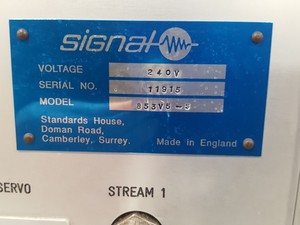 signal
VOLTAGE 240V
SERIAL NO. 11915
MODEL 853V5-S
Standards House,
Doman Road,
Camberley, Surrey. Made in England
SERVO STREAM 1